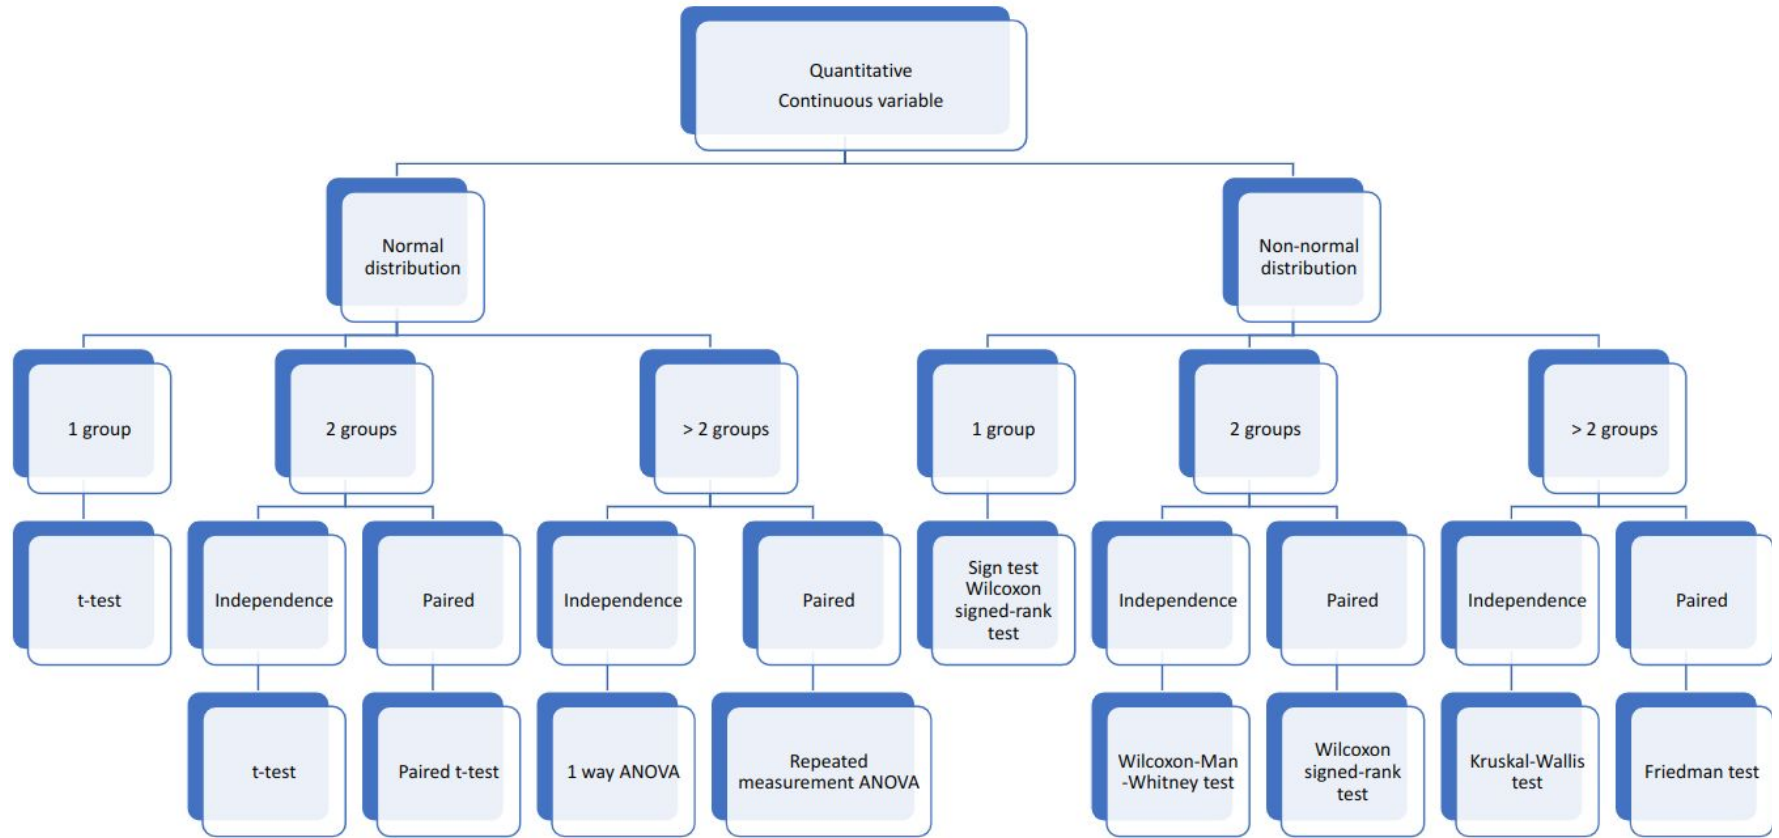 Quantitative
Continuous variable
Normal
distribution
Non-normal
distribution
1 group
2 groups
> 2 groups
1 group
2 groups
> 2 groups
t-test
Independence
Paired
Independence
Paired
Sign test
Wilcoxon
signed-rank
test
Independence
Paired
Independence
Paired
t-test
Paired t-test
1 way ANOVA
Repeated
measurement ANOVA
Wilcoxon-Man
-Whitney test
Wilcoxon
signed-rank
test
Kruskal-Wallis
test
Friedman test